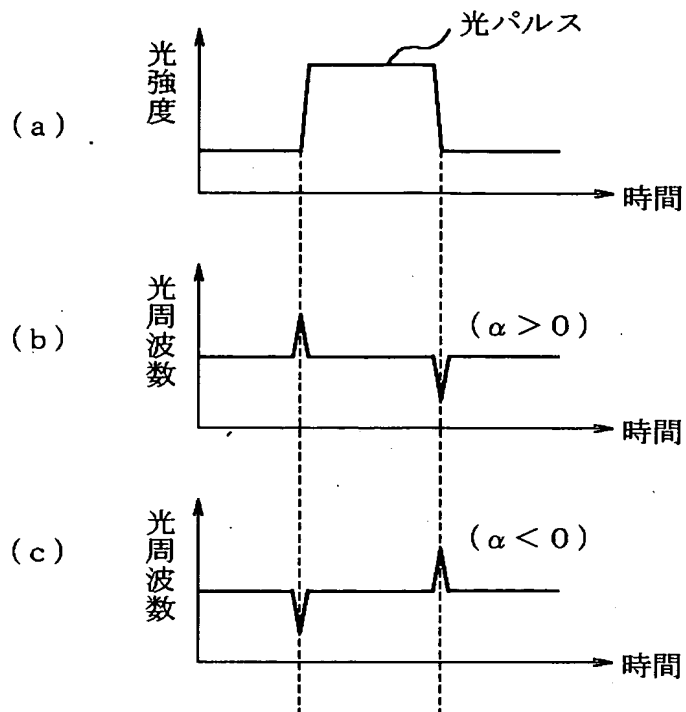 光パルス
光強度
(a)
時間
光周波数
(α>0)
(b)
時間
光周波数
(α<0)
(c)
時間